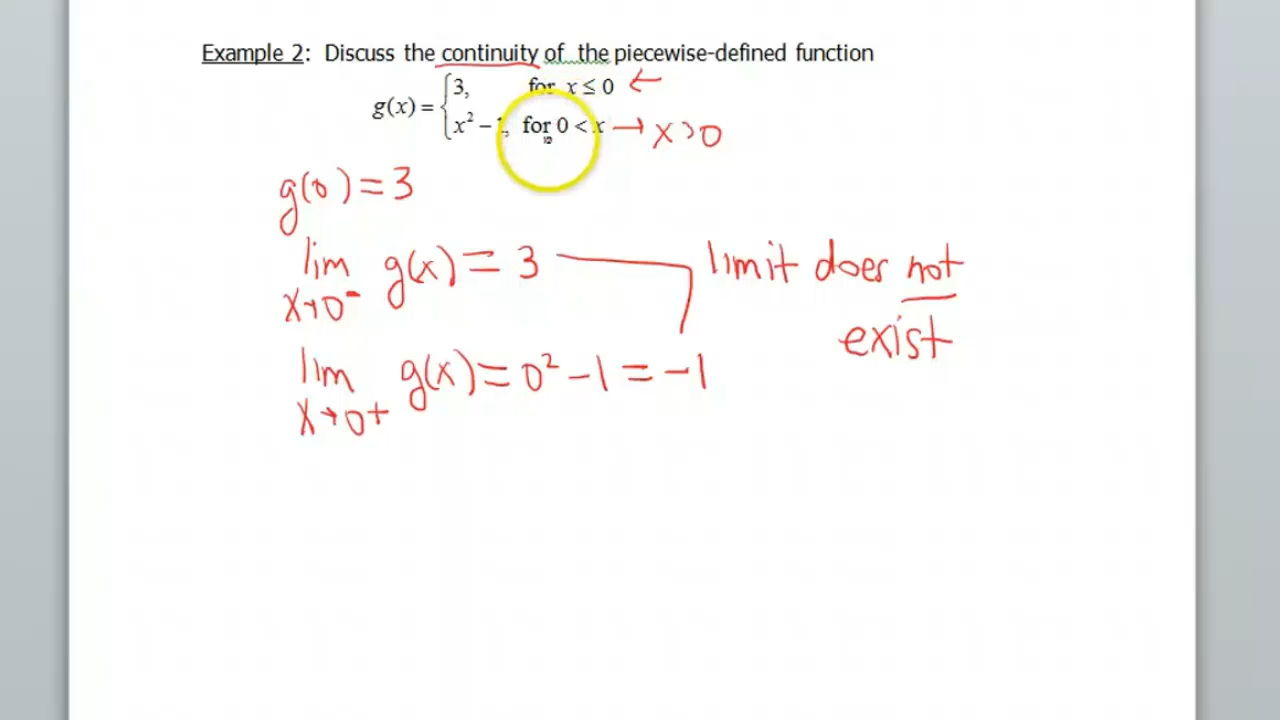 Example 2: Discuss the continuity of the piecewise-defined function
g(x) = { 3, for x ≤ 0 ←
x² – 1, for 0 < x → x > 0
g(0) = 3
lim x→0⁻ g(x) = 3
limit does not
exist
lim x→0+ g(x) = 0² – 1 = –1